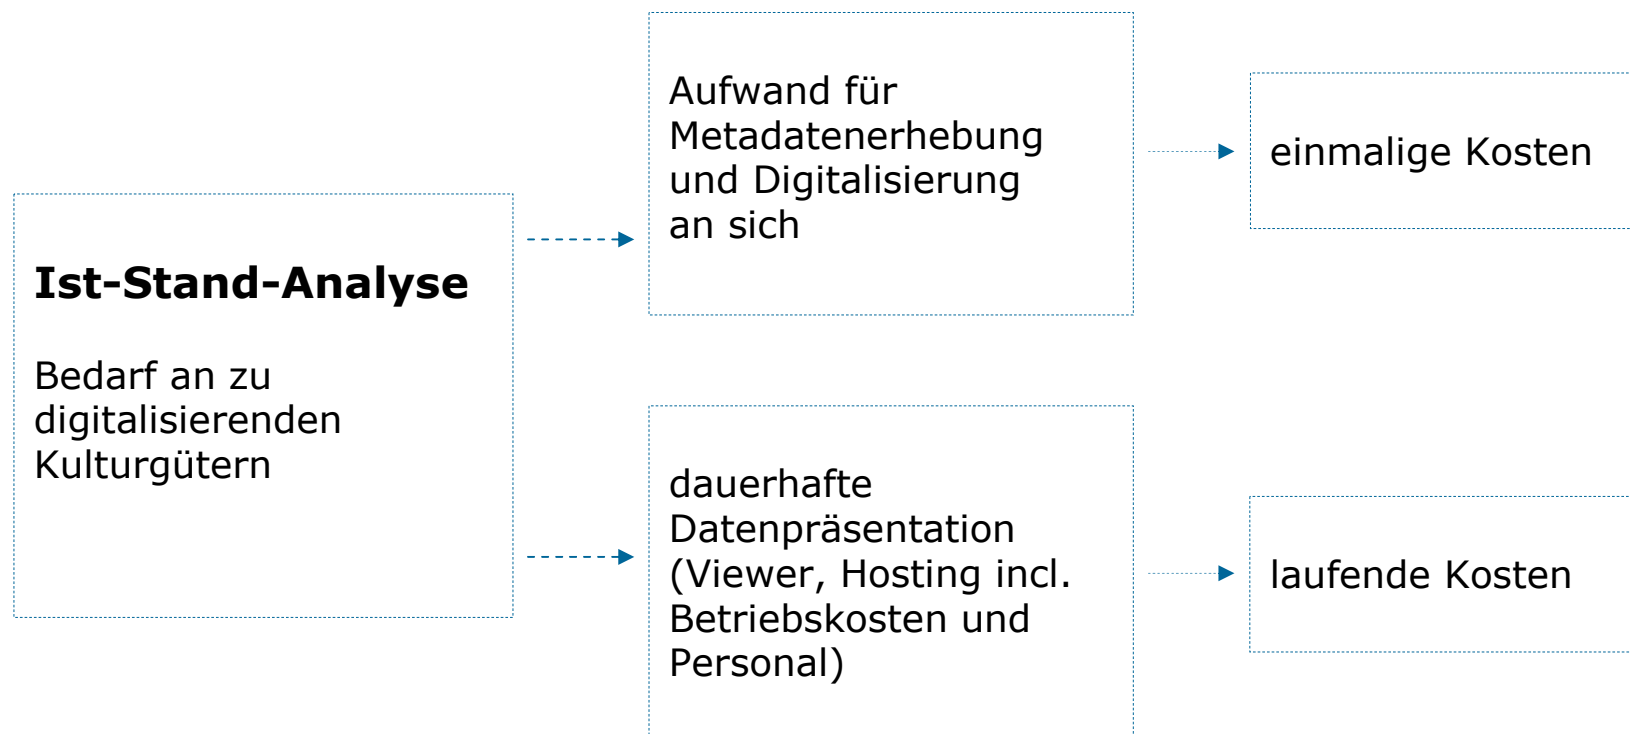 Ist-Stand-Analyse
Bedarf an zu
digitalisierenden
Kulturgütern
Aufwand für
Metadatenerhebung
und Digitalisierung
an sich
einmalige Kosten
dauerhafte
Datenpräsentation
(Viewer, Hosting incl.
Betriebskosten und
Personal)
laufende Kosten